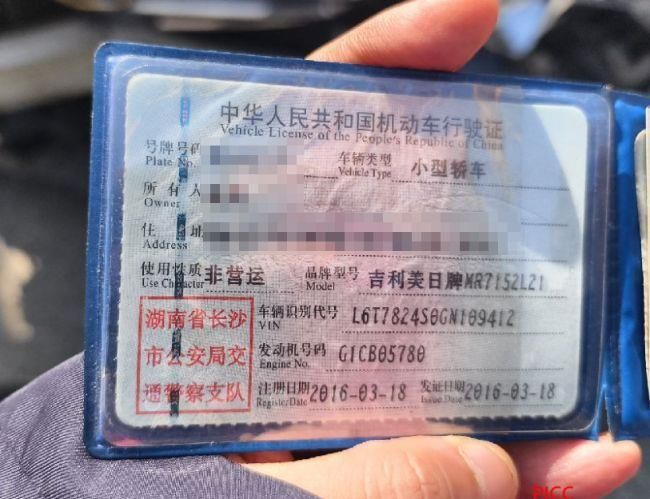 中华人民共和国机动车行驶证
Vehicle License of the People's Republic of China
号牌号码 车辆类型 小型轿车
Plate No. Vehicle Type
所有人
Owner
住 址
Address
使用性质 非营运 品牌型号 吉利美日牌MR7152L21
Use Character Model
湖南省长沙
市公安局交
通警察支队
车辆识别代号 L6T7824S0GN109412
VIN
发动机号码 G1CB05780
Engine No.
注册日期 2016-03-18 发证日期 2016-03-18
Register Date Issue Date
PICC